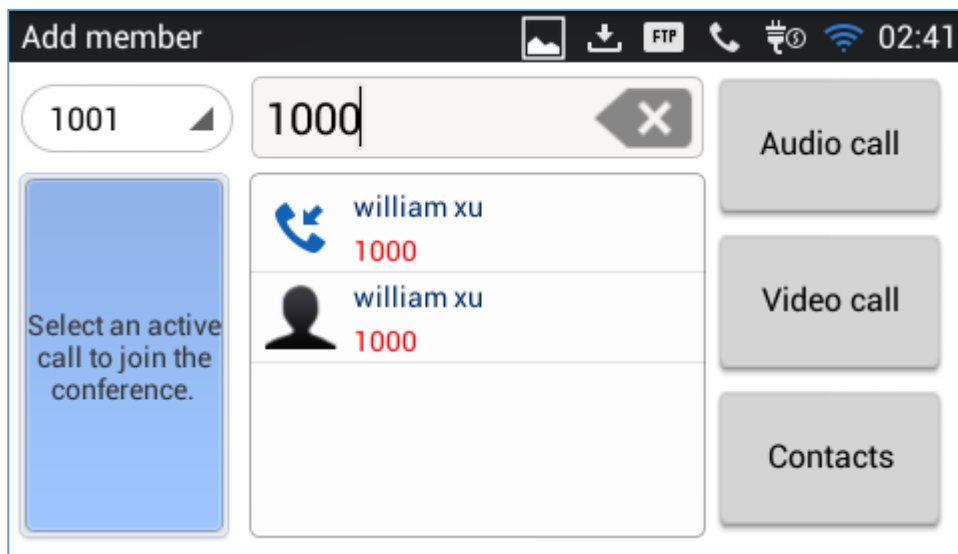 Add member
FTP
02:41
1001
1000
Audio call
william xu
1000
william xu
1000
Select an active
call to join the
conference.
Video call
Contacts